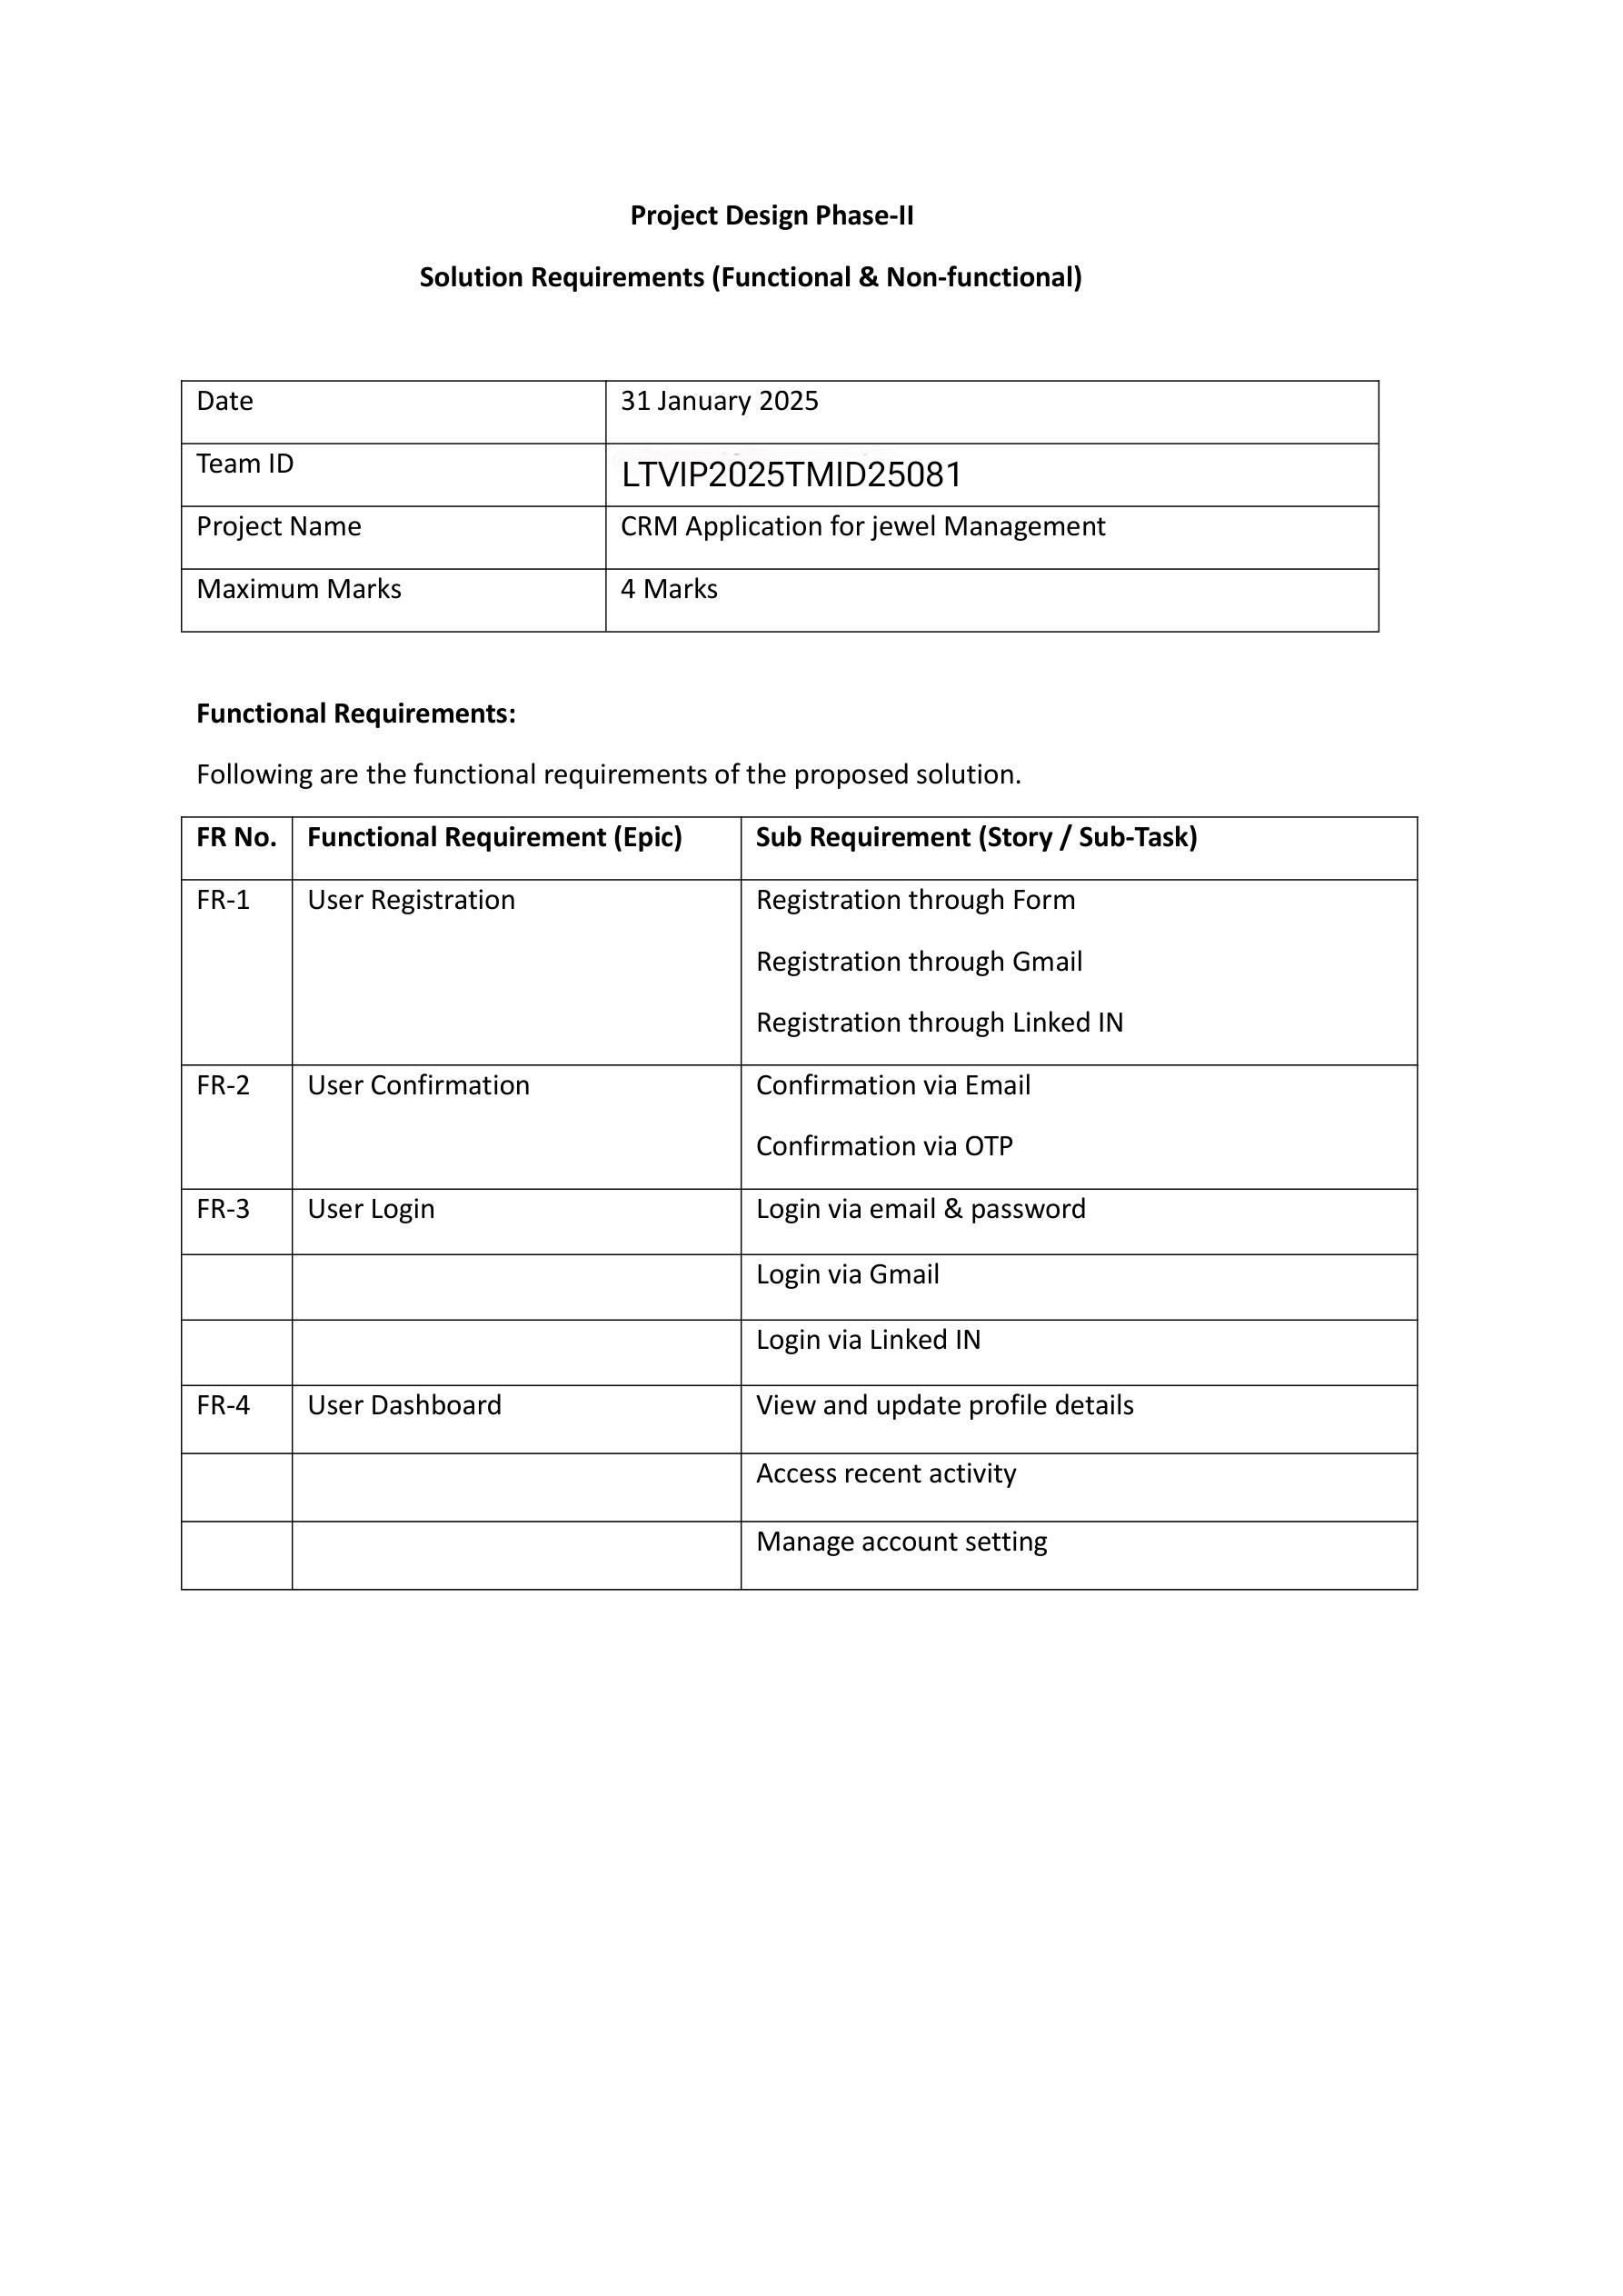 Project Design Phase-II
Solution Requirements (Functional & Non-functional)
Date 31 January 2025
Team ID LTVIP2025TMID25081
Project Name CRM Application for jewel Management
Maximum Marks 4 Marks
Functional Requirements:
Following are the functional requirements of the proposed solution.
FR No. Functional Requirement (Epic) Sub Requirement (Story / Sub-Task)
FR-1 User Registration Registration through Form
Registration through Gmail
Registration through Linked IN
FR-2 User Confirmation Confirmation via Email
Confirmation via OTP
FR-3 User Login Login via email & password
Login via Gmail
Login via Linked IN
FR-4 User Dashboard View and update profile details
Access recent activity
Manage account setting